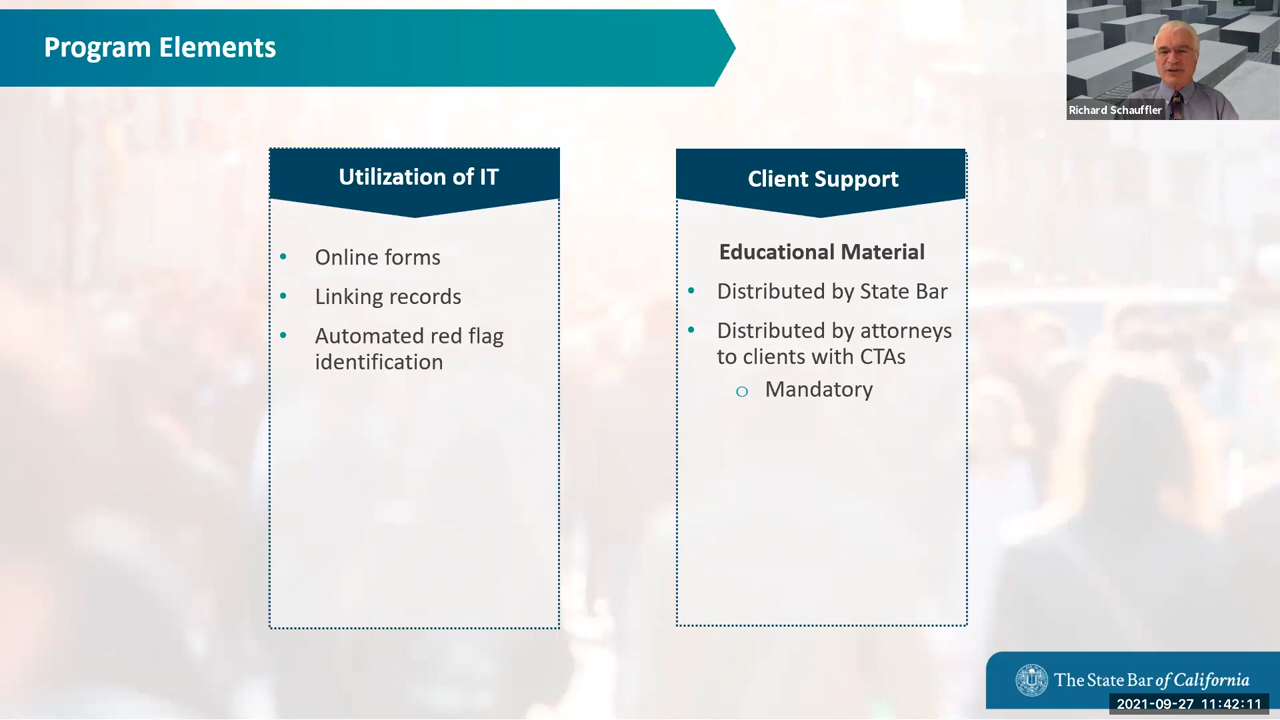 Program Elements
Richard Schauffler
Utilization of IT
• Online forms
• Linking records
• Automated red flag
identification
Client Support
Educational Material
• Distributed by State Bar
• Distributed by attorneys
to clients with CTAs
o Mandatory
The State Bar of California
2021-09-27 11:42:11